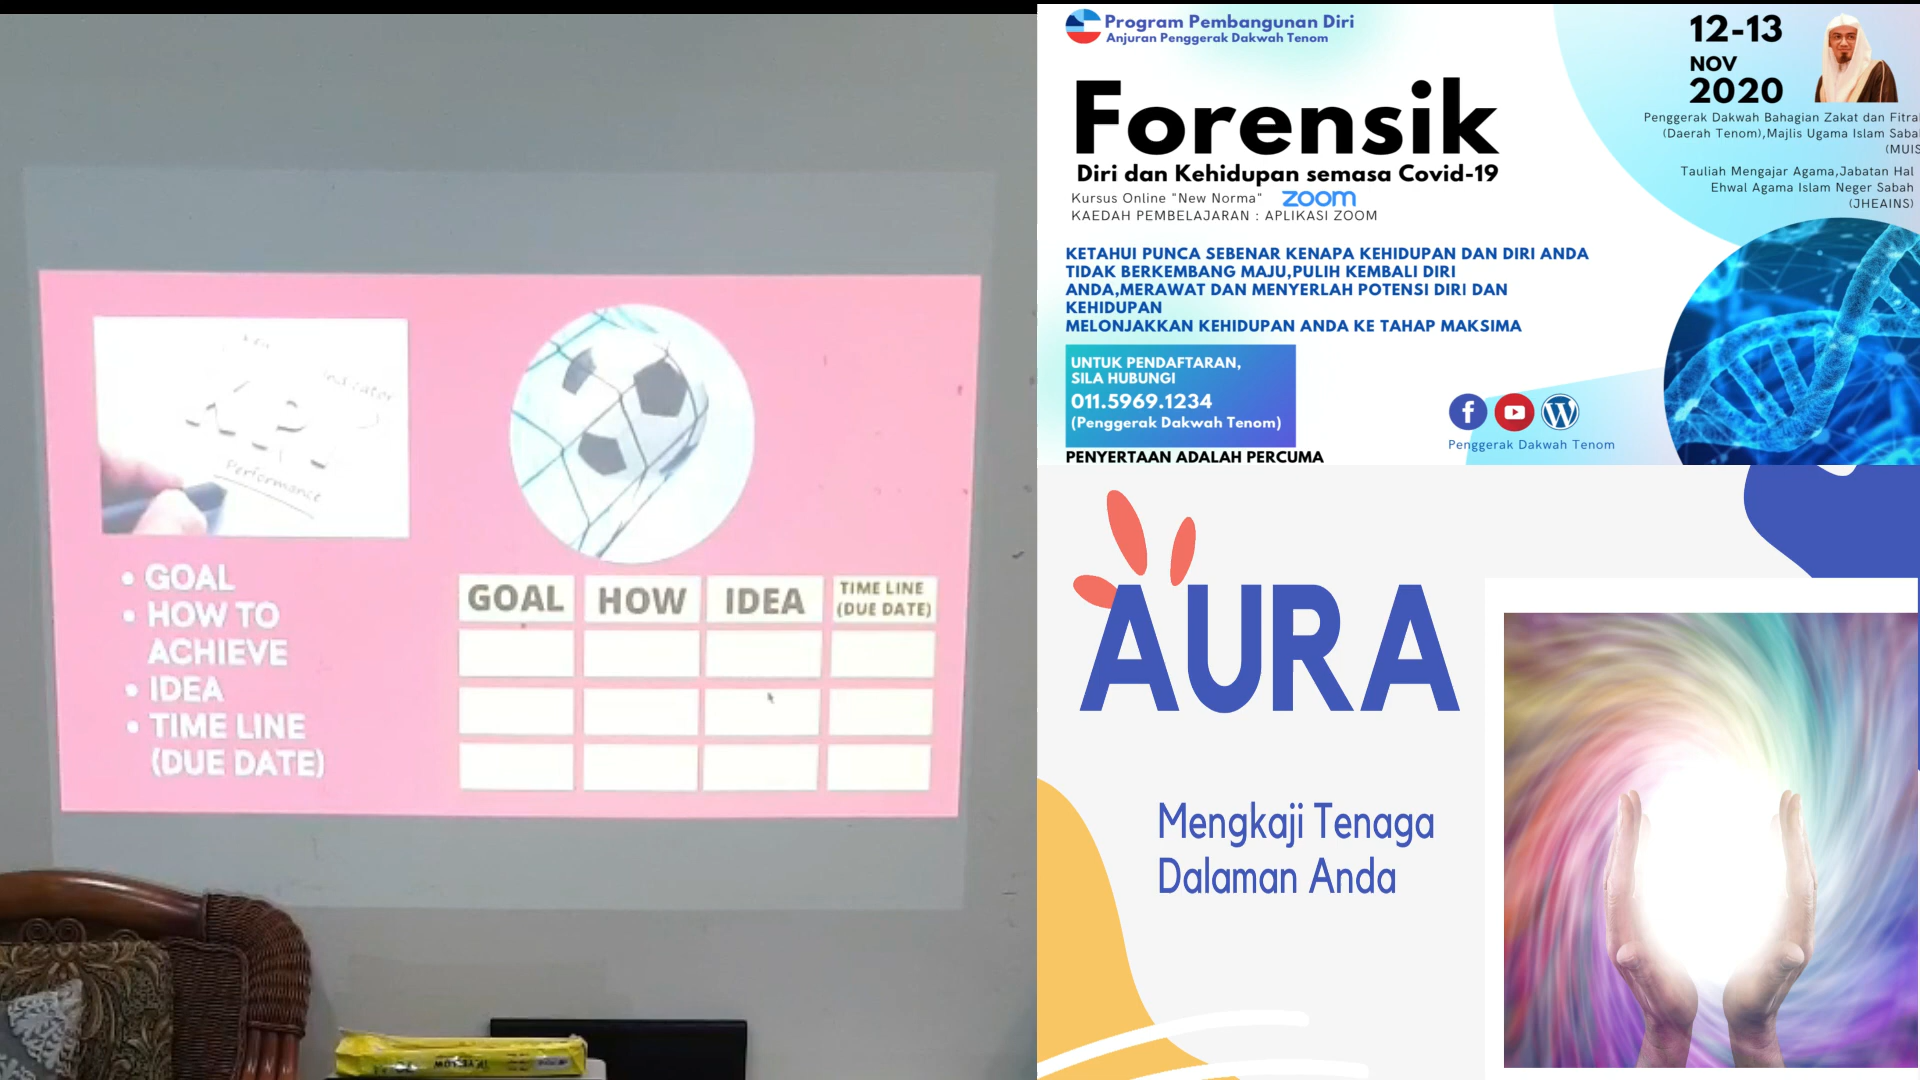 Key
Indicator
KPI
Performance
• GOAL
• HOW TO
ACHIEVE
• IDEA
• TIME LINE
(DUE DATE)
GOAL HOW IDEA TIME LINE
(DUE DATE)
Program Pembangunan Diri
Anjuran Penggerak Dakwah Tenom
Forensik
Diri dan Kehidupan semasa Covid-19
Kursus Online "New Norma" zoom
KAEDAH PEMBELAJARAN : APLIKASI ZOOM
12-13
NOV
2020
Penggerak Dakwah Bahagian Zakat dan Fitra
(Daerah Tenom),Majlis Ugama Islam Saba
(MUIS
Tauliah Mengajar Agama,Jabatan Hal
Ehwal Agama Islam Neger Sabah
(JHEAINS)
KETAHUI PUNCA SEBENAR KENAPA KEHIDUPAN DAN DIRI ANDA
TIDAK BERKEMBANG MAJU,PULIH KEMBALI DIRI
ANDA,MERAWAT DAN MENYERLAH POTENSI DIRI DAN
KEHIDUPAN
MELONJAKKAN KEHIDUPAN ANDA KE TAHAP MAKSIMA
UNTUK PENDAFTARAN,
SILA HUBUNGI
011.5969.1234
(Penggerak Dakwah Tenom)
PENYERTAAN ADALAH PERCUMA
Penggerak Dakwah Tenom
AURA
Mengkaji Tenaga
Dalaman Anda